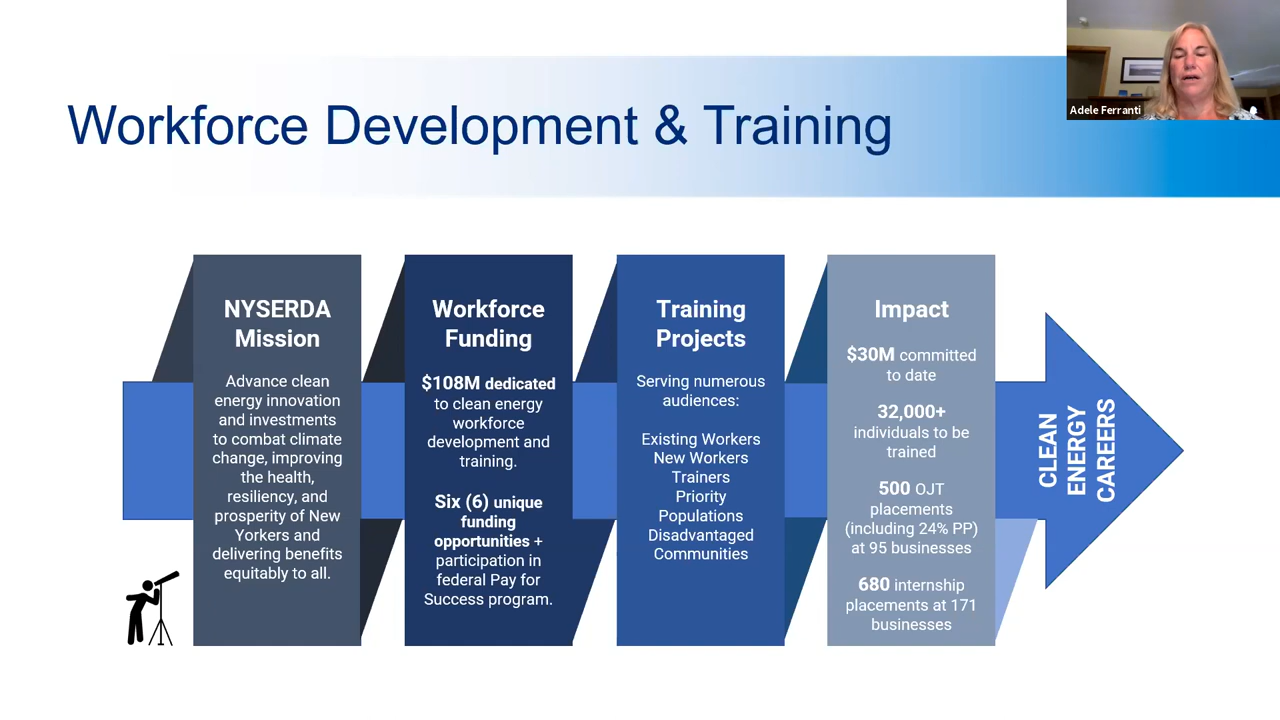 Adele Ferranti
Workforce Development & Training
NYSERDA
Mission
Advance clean
energy innovation
and investments
to combat climate
change, improving
the health,
resiliency, and
prosperity of New
Yorkers and
delivering benefits
equitably to all.
Workforce
Funding
$108M dedicated
to clean energy
workforce
development and
training.
Six (6) unique
funding
opportunities +
participation in
federal Pay for
Success program.
Training
Projects
Serving numerous
audiences:
Existing Workers
New Workers
Trainers
Priority
Populations
Disadvantaged
Communities
Impact
$30M committed
to date
32,000+
individuals to be
trained
500 OJT
placements
(including 24% PP)
at 95 businesses
680 internship
placements at 171
businesses
CLEAN
ENERGY
CAREERS